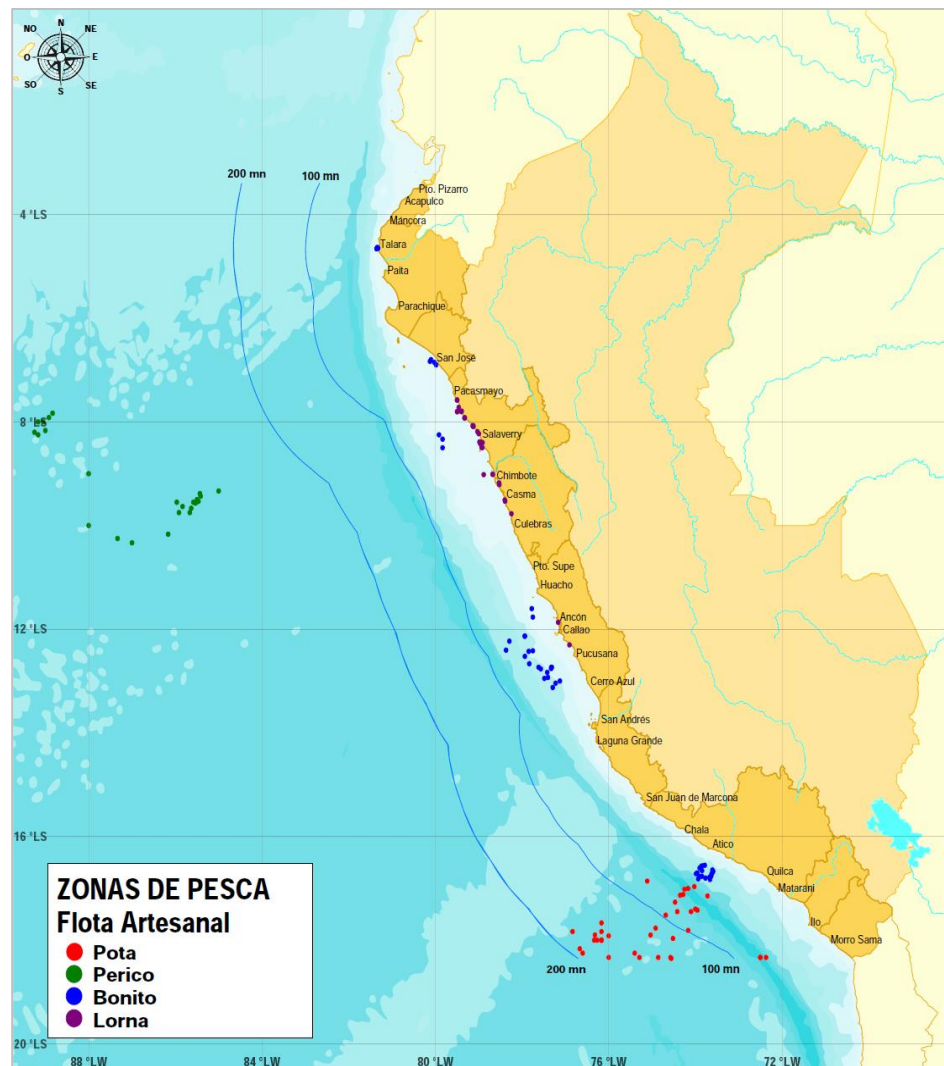 N
NO NE
O E
SO SE
S
200 mn
100 mn
Pto. Pizarro
Acapulco
4 °LS
Máncora
Talara
Paita
Parachique
San José
Pacasmayo
8 °LS
Salaverry
Chimbote
Casma
Culebras
Pto. Supe
Huacho
Ancón
12 °LS
Callao
Pucusana
Cerro Azul
San Andrés
Laguna Grande
San Juan de Marcona
Chala
16 °LS
Atico
Quilca
Matarani
Ilo
Morro Sama
200 mn
100 mn
ZONAS DE PESCA
Flota Artesanal
Pota
Perico
Bonito
Lorna
20 °LS
88 °LW 84 °LW 80 °LW 76 °LW 72 °LW